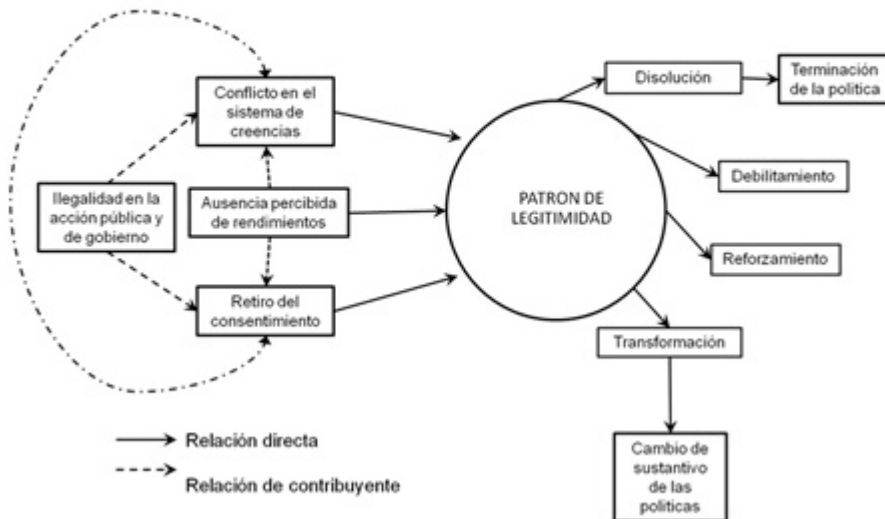 Conflicto en el
sistema de
creencias
Ilegalidad en la
acción pública y
de gobierno
Ausencia percibida
de rendimientos
Retiro del
consentimiento
PATRON DE
LEGITIMIDAD
Disolución
Terminación
de la política
Debilitamiento
Reforzamiento
Transformación
Cambio de
sustantivo
de las
políticas
Relación directa
Relación de contribuyente